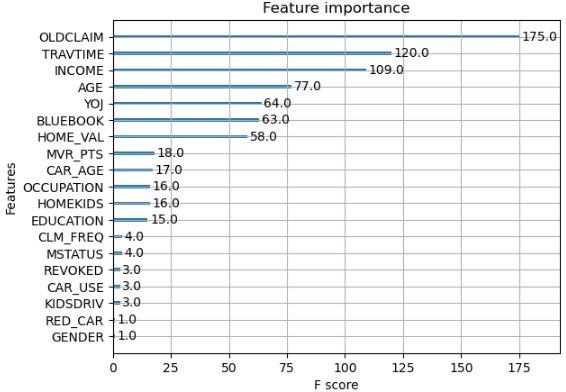 Feature importance
OLDCLAIM 175.0
TRAVTIME 120.0
INCOME 109.0
AGE 77.0
YOJ 64.0
BLUEBOOK 63.0
HOME_VAL 58.0
MVR_PTS 18.0
CAR_AGE 17.0
OCCUPATION 16.0
HOMEKIDS 16.0
EDUCATION 15.0
CLM_FREQ 4.0
MSTATUS 4.0
REVOKED 3.0
CAR_USE 3.0
KIDSDRIV 3.0
RED_CAR 1.0
GENDER 1.0
Features
0 25 50 75 100 125 150 175
F score